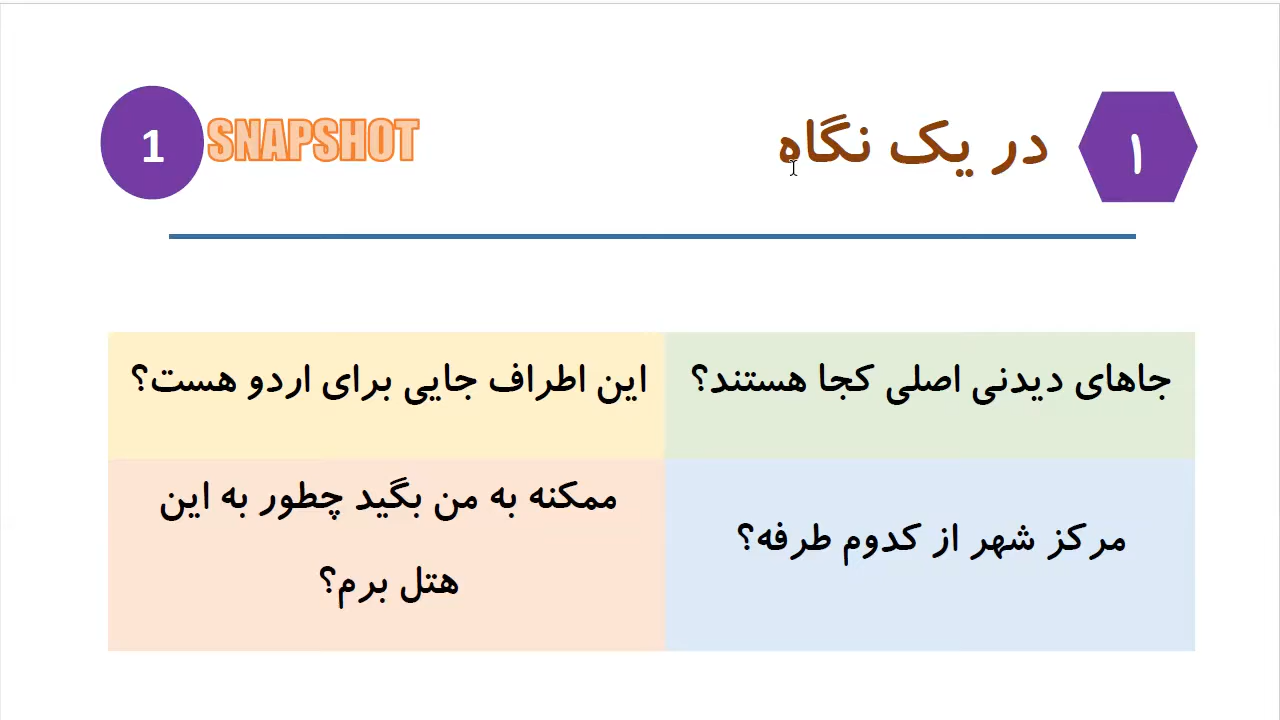 ۱
در یک نگاه
SNAPSHOT
1
جاهای دیدنی اصلی کجا هستند؟
این اطراف جایی برای اردو هست؟
مرکز شهر از کدوم طرفه؟
ممکنه به من بگید چطور به این
هتل برم؟